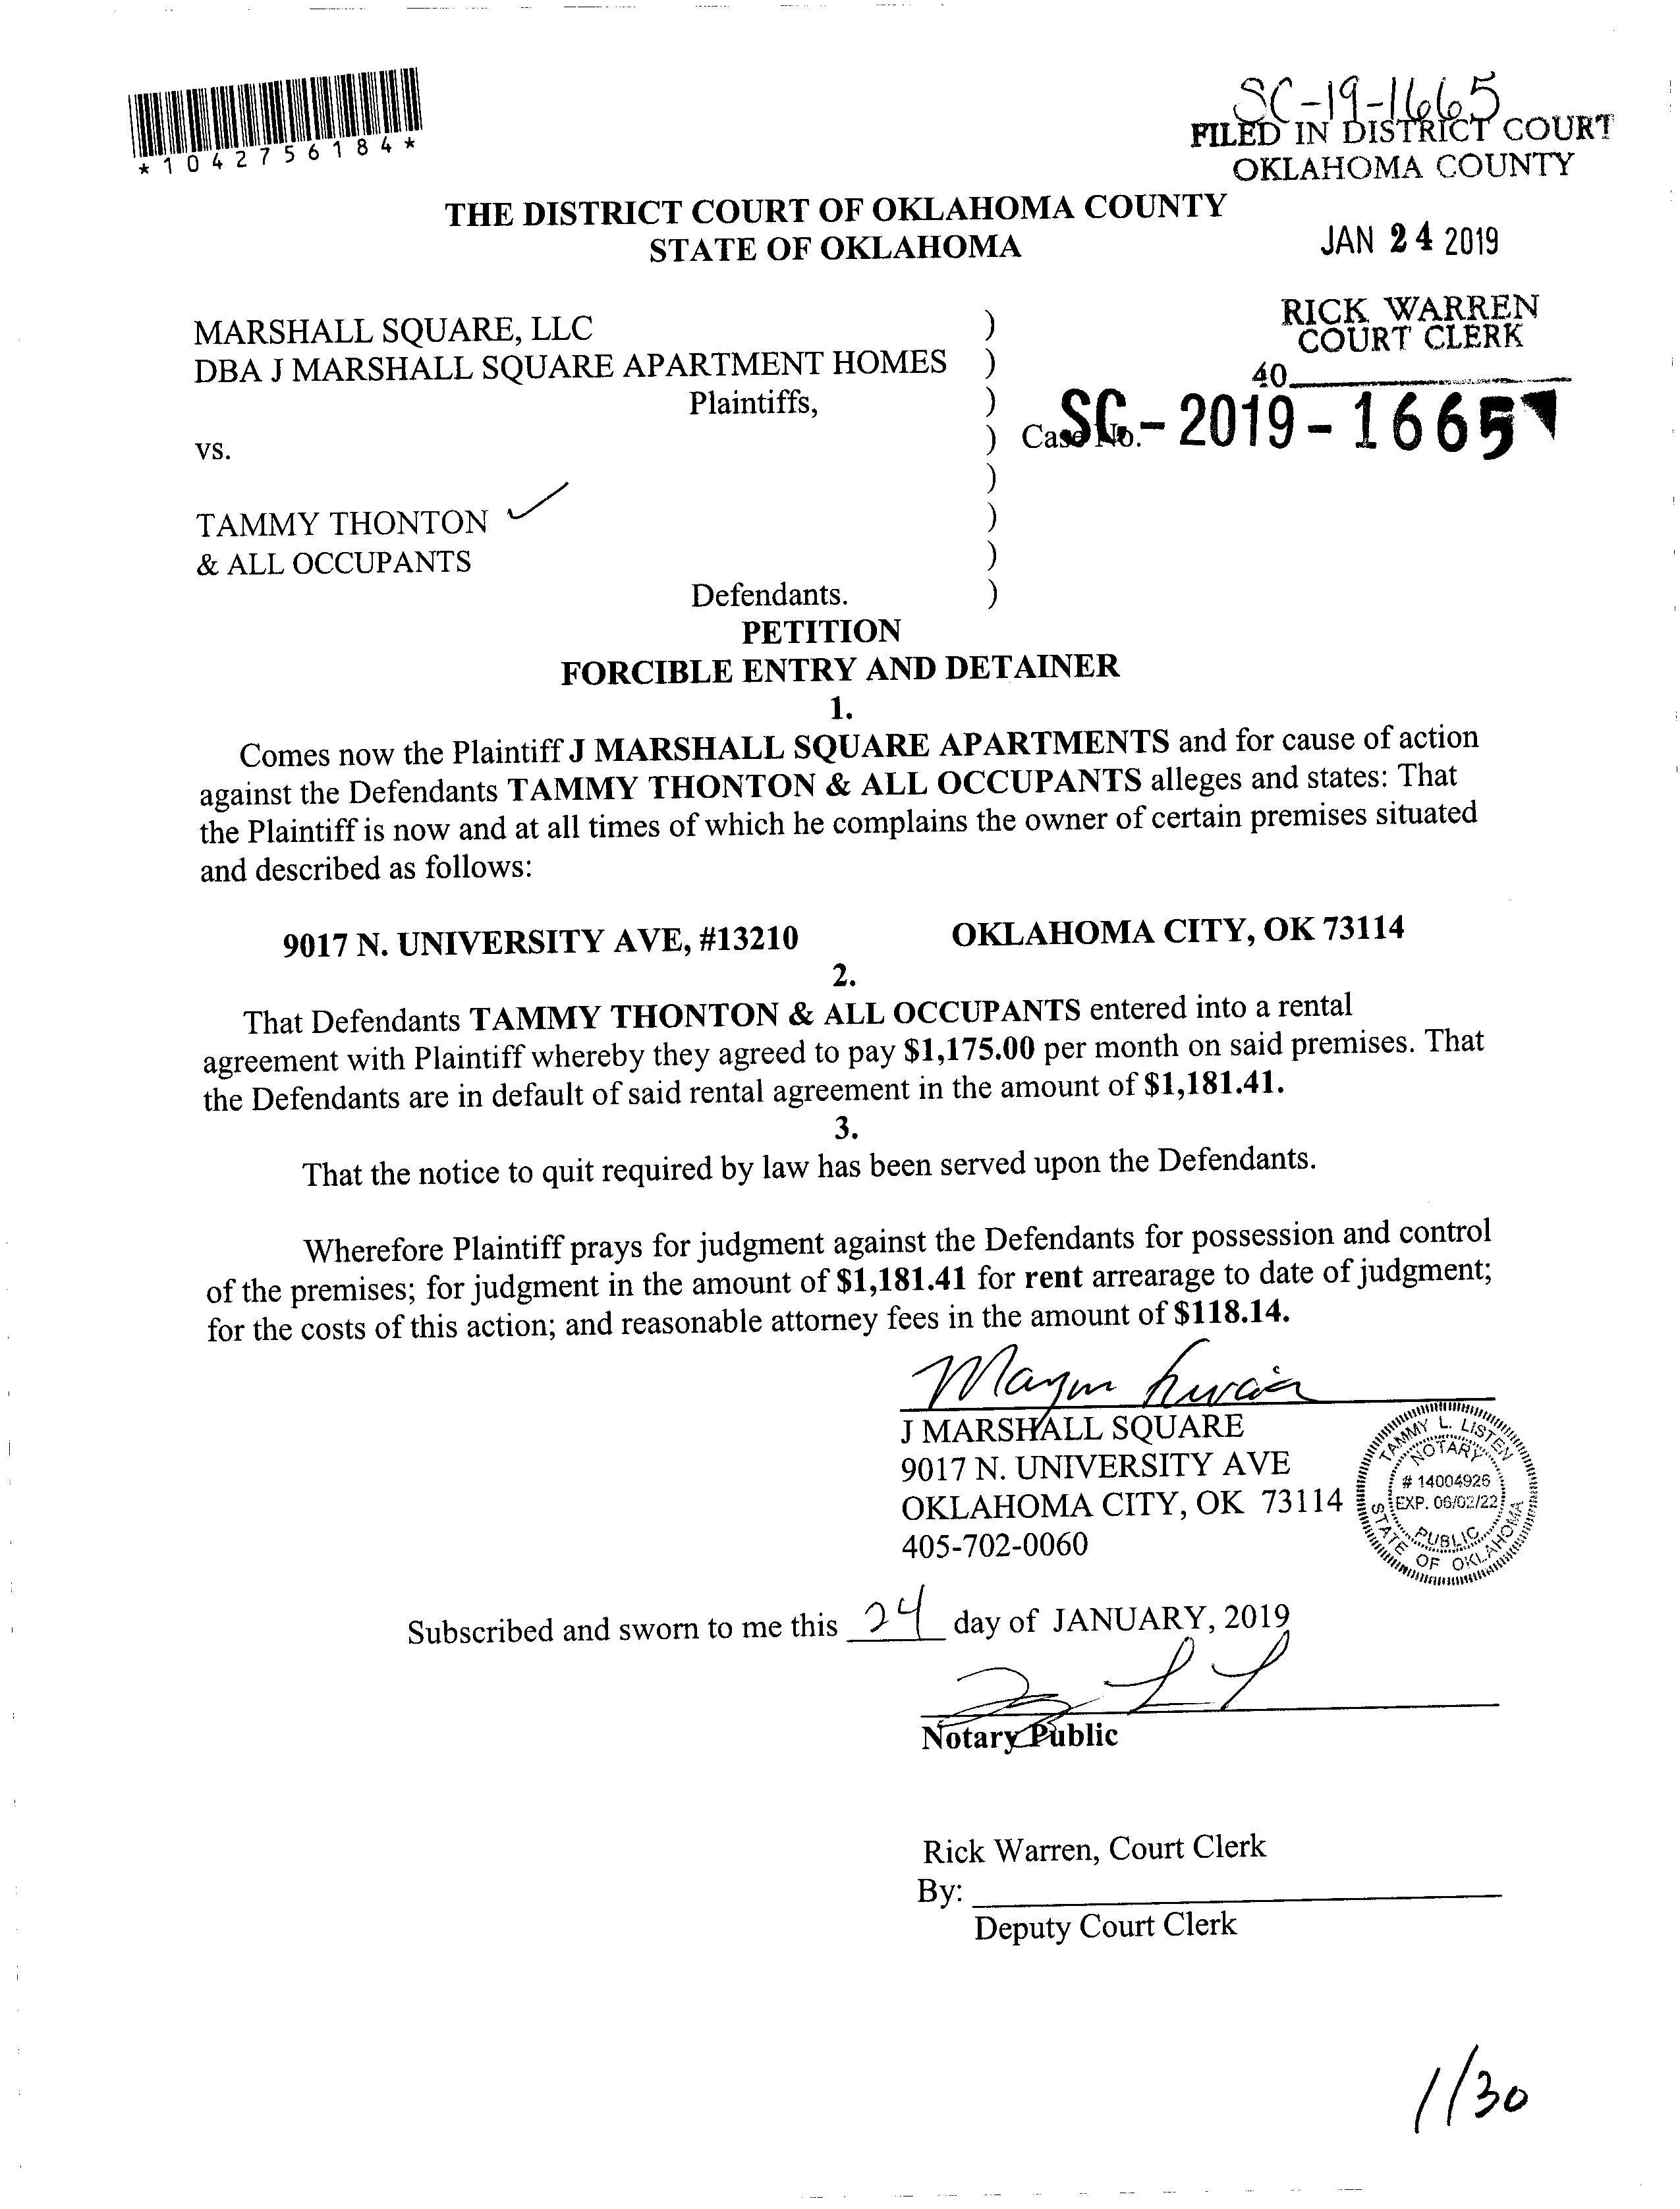 *1042756184*
SC-19-1665
FILED IN DISTRICT COURT
OKLAHOMA COUNTY
THE DISTRICT COURT OF OKLAHOMA COUNTY
STATE OF OKLAHOMA
JAN 24 2019
RICK WARREN
COURT CLERK
40
MARSHALL SQUARE, LLC )
DBA J MARSHALL SQUARE APARTMENT HOMES )
Plaintiffs, )
vs. ) Case No. SC-2019-1665
)
TAMMY THONTON )
& ALL OCCUPANTS )
Defendants. )
PETITION
FORCIBLE ENTRY AND DETAINER
1.
Comes now the Plaintiff J MARSHALL SQUARE APARTMENTS and for cause of action
against the Defendants TAMMY THONTON & ALL OCCUPANTS alleges and states: That
the Plaintiff is now and at all times of which he complains the owner of certain premises situated
and described as follows:
9017 N. UNIVERSITY AVE, #13210 OKLAHOMA CITY, OK 73114
2.
That Defendants TAMMY THONTON & ALL OCCUPANTS entered into a rental
agreement with Plaintiff whereby they agreed to pay $1,175.00 per month on said premises. That
the Defendants are in default of said rental agreement in the amount of $1,181.41.
3.
That the notice to quit required by law has been served upon the Defendants.
Wherefore Plaintiff prays for judgment against the Defendants for possession and control
of the premises; for judgment in the amount of $1,181.41 for rent arrearage to date of judgment;
for the costs of this action; and reasonable attorney fees in the amount of $118.14.
J MARSHALL SQUARE
9017 N. UNIVERSITY AVE
OKLAHOMA CITY, OK 73114
405-702-0060
TAMMY L. LISTEN
NOTARY
# 14004926
EXP. 06/02/22
PUBLIC
STATE OF OKLAHOMA
Subscribed and sworn to me this 24 day of JANUARY, 2019
Notary Public
Rick Warren, Court Clerk
By:
Deputy Court Clerk
1/30